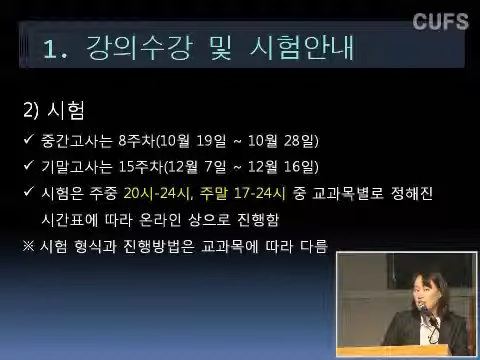 CUFS
1. 강의수강 및 시험안내
2) 시험
✓ 중간고사는 8주차(10월 19일 ~ 10월 28일)
✓ 기말고사는 15주차(12월 7일 ~ 12월 16일)
✓ 시험은 주중 20시-24시, 주말 17-24시 중 교과목별로 정해진
시간표에 따라 온라인 상으로 진행함
※ 시험 형식과 진행방법은 교과목에 따라 다름